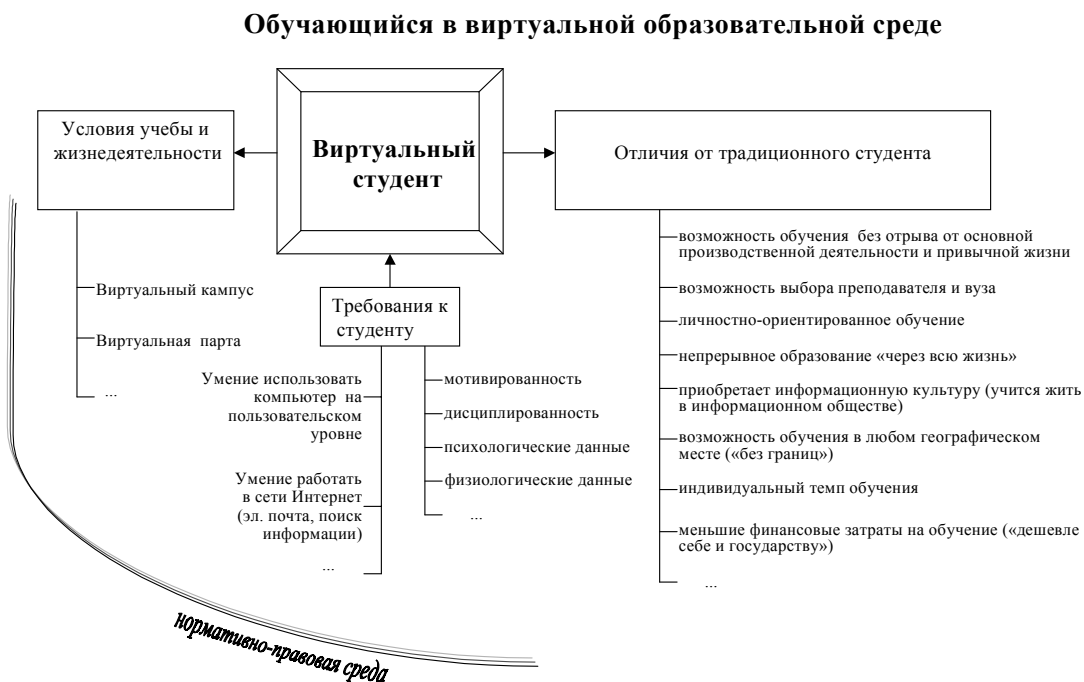 Обучающийся в виртуальной образовательной среде
Условия учебы и
жизнедеятельности
Виртуальный
студент
Отличия от традиционного студента
Виртуальный кампус
Виртуальная парта
...
Требования к
студенту
Умение использовать
компьютер на
пользовательском
уровне
Умение работать
в сети Интернет
(эл. почта, поиск
информации)
...
мотивированность
дисциплированность
психологические данные
физиологические данные
...
возможность обучения без отрыва от основной
производственной деятельности и привычной жизни
возможность выбора преподавателя и вуза
личностно-ориентированное обучение
непрерывное образование «через всю жизнь»
приобретает информационную культуру (учится жить
в информационном обществе)
возможность обучения в любом географическом
месте («без границ»)
индивидуальный темп обучения
меньшие финансовые затраты на обучение («дешевле
себе и государству»)
...
нормативно-правовая среда